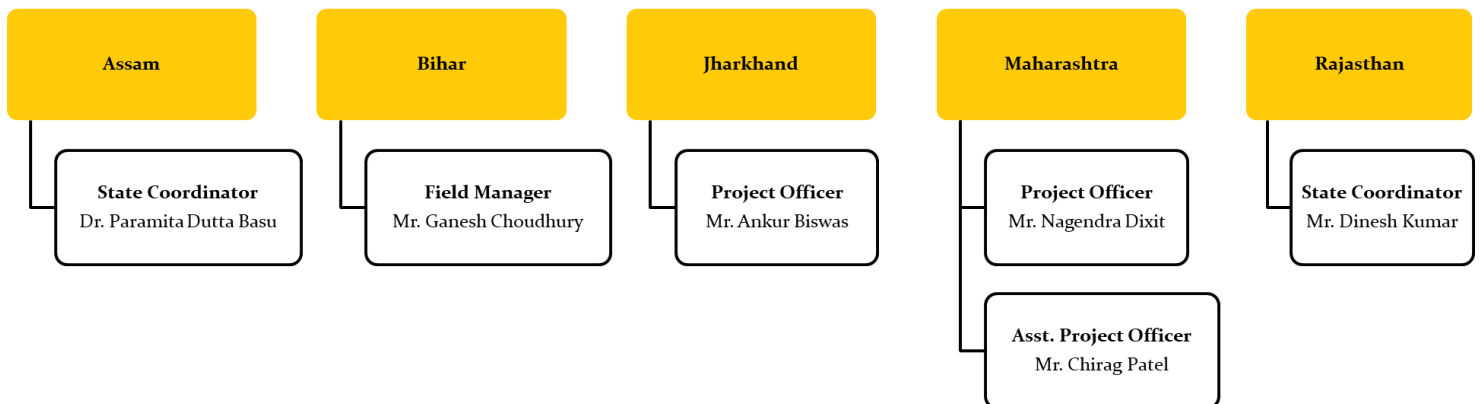 Assam
State Coordinator
Dr. Paramita Dutta Basu
Bihar
Field Manager
Mr. Ganesh Choudhury
Jharkhand
Project Officer
Mr. Ankur Biswas
Maharashtra
Project Officer
Mr. Nagendra Dixit
Asst. Project Officer
Mr. Chirag Patel
Rajasthan
State Coordinator
Mr. Dinesh Kumar